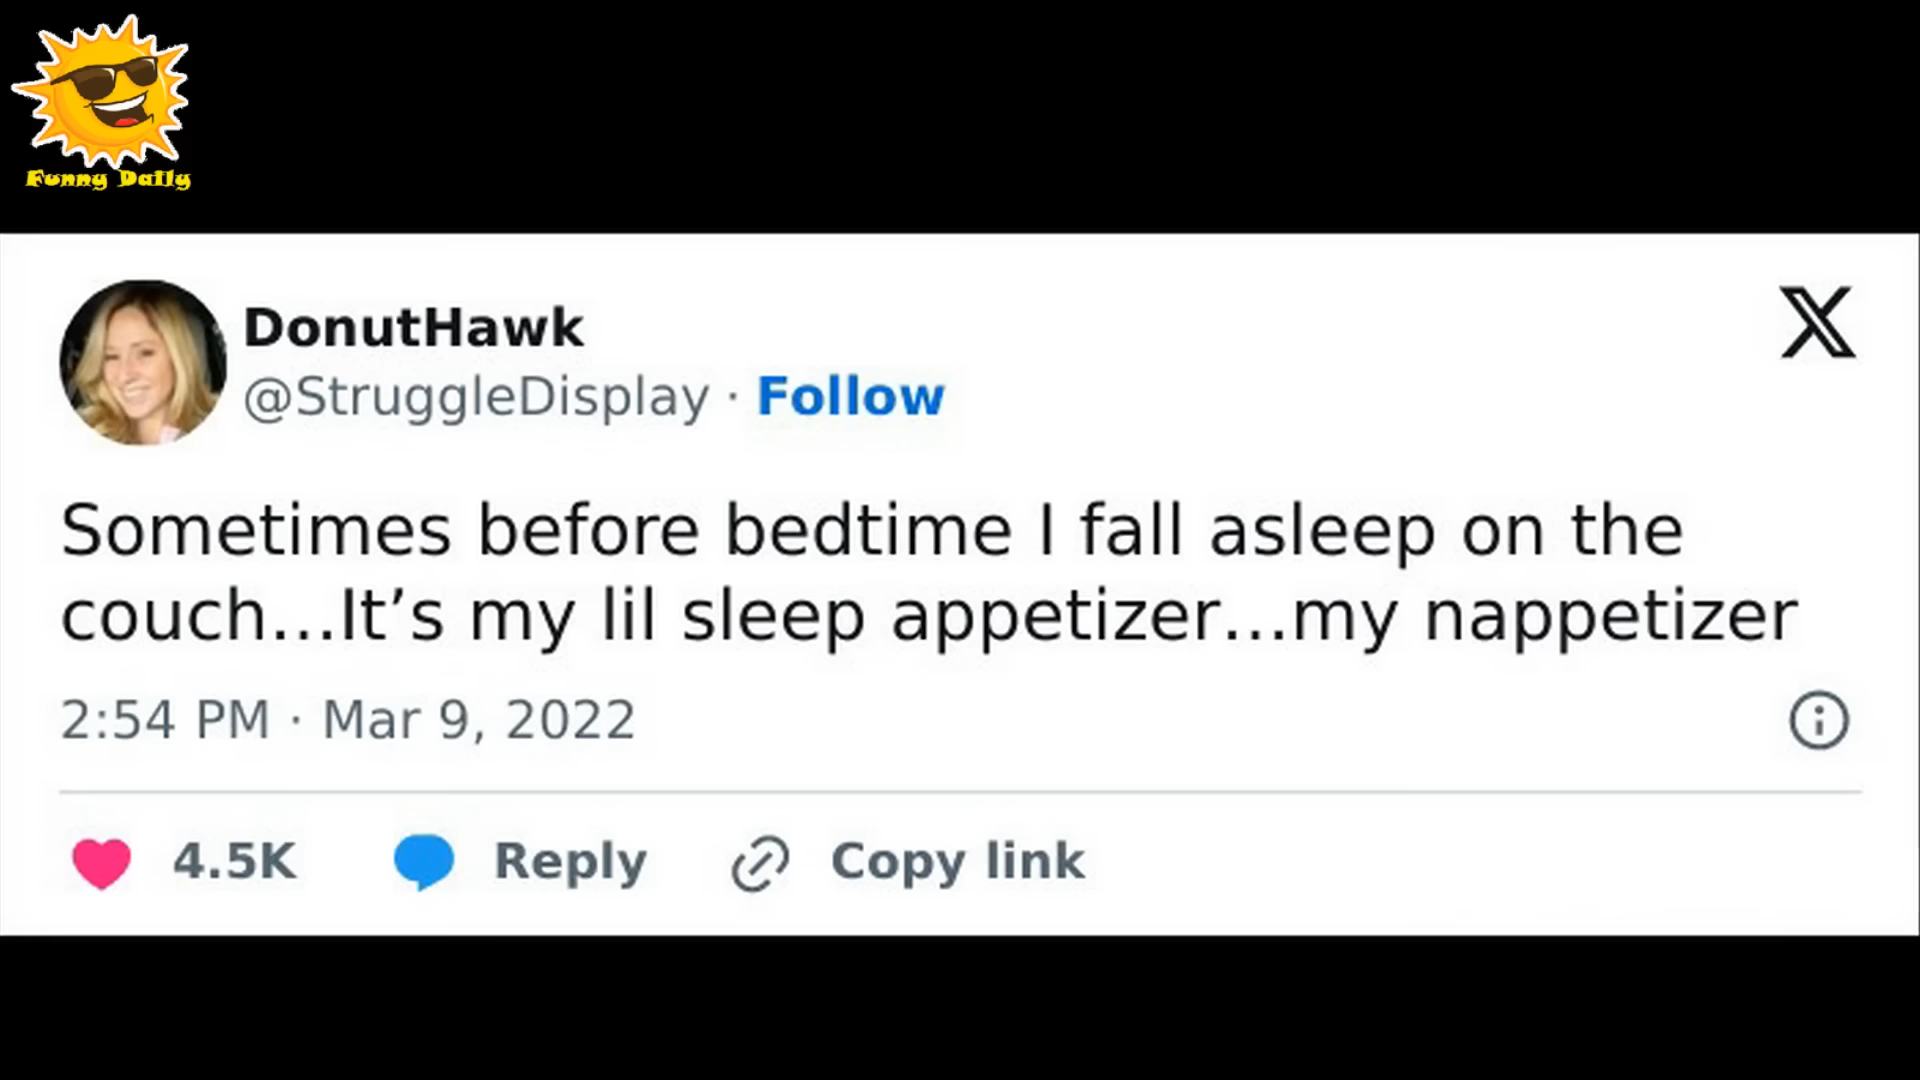 Funny Daily
DonutHawk
@StruggleDisplay · Follow
Sometimes before bedtime I fall asleep on the
couch...It’s my lil sleep appetizer...my nappetizer
2:54 PM · Mar 9, 2022
4.5K Reply Copy link